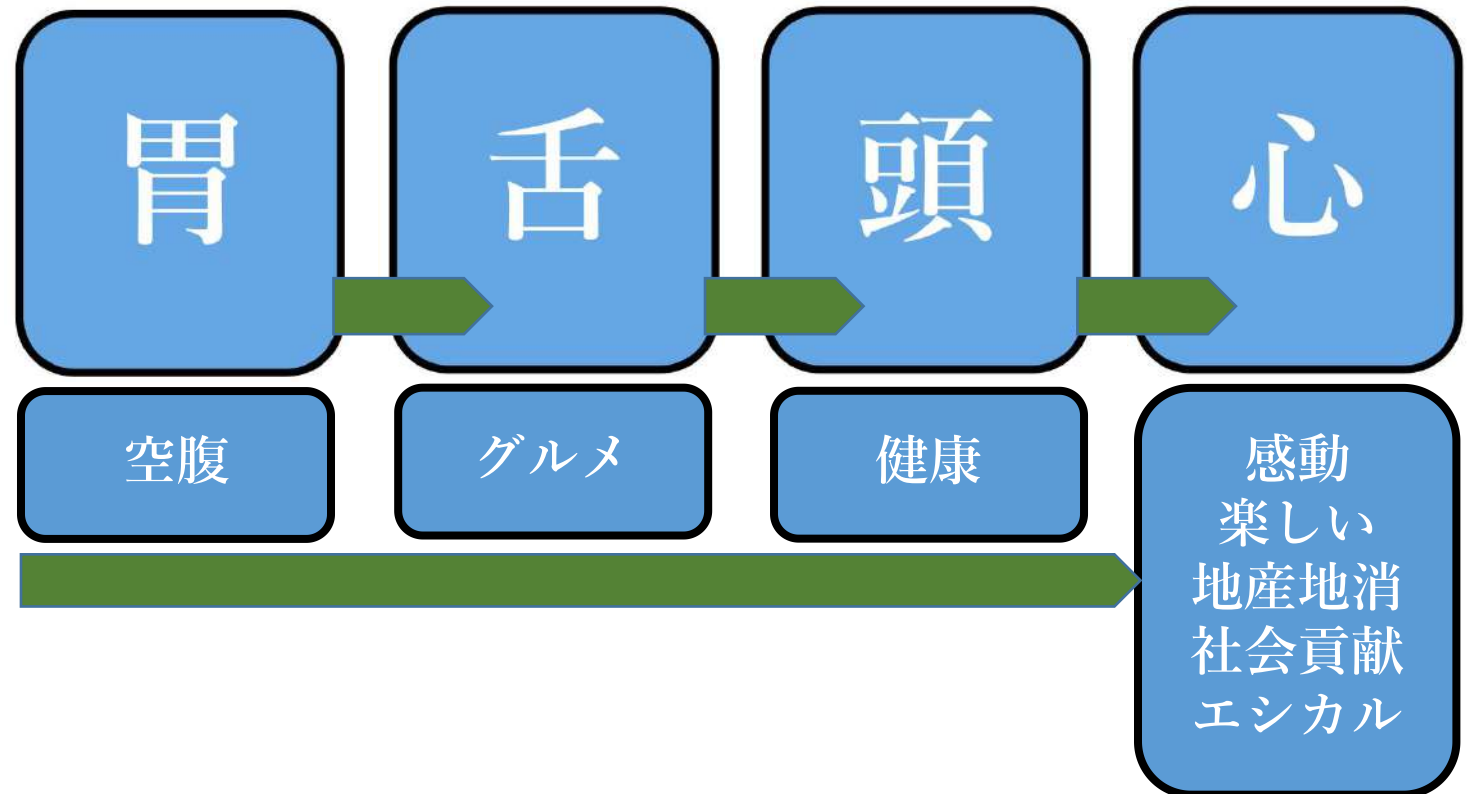 胃
舌
頭
心
空腹
グルメ
健康
感動
楽しい
地産地消
社会貢献
エシカル